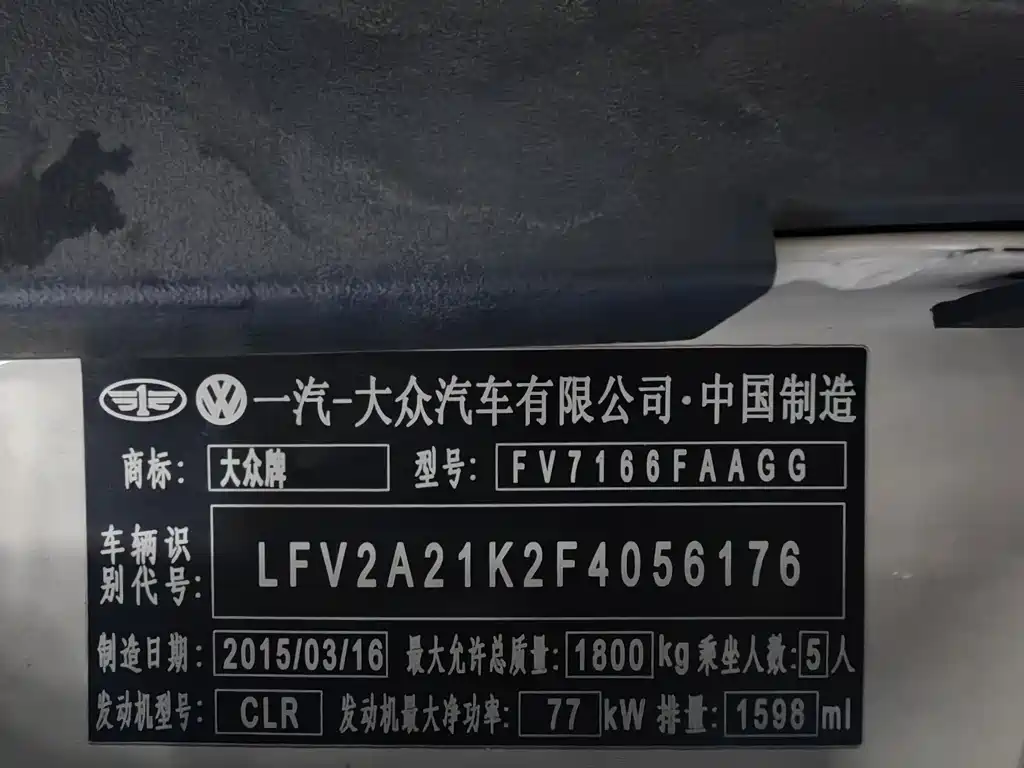 一汽-大众汽车有限公司·中国制造
商标: 大众牌 型号: FV7166FAAGG
车辆识别代号: LFV2A21K2F4056176
制造日期: 2015/03/16 最大允许总质量: 1800 kg 乘坐人数: 5 人
发动机型号: CLR 发动机最大净功率: 77 kW 排量: 1598 ml